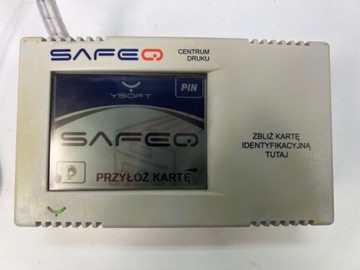 SAFEQ
CENTRUM
DRUKU
YSOFT
PIN
SAFEQ
PRZYŁÓŻ KARTĘ
ZBLIŻ KARTĘ
IDENTYFIKACYJNĄ
TUTAJ